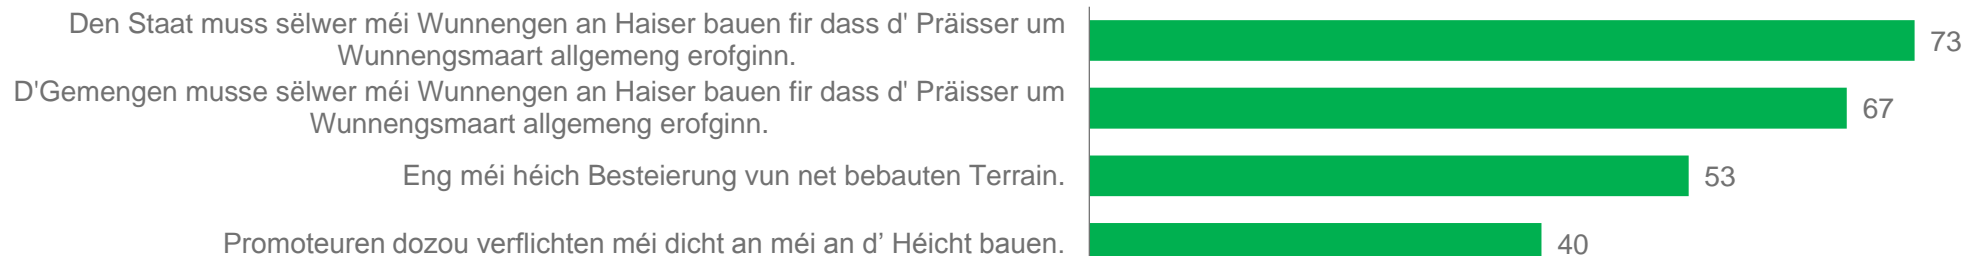 Den Staat muss sëlwer méi Wunnengen an Haiser bauen fir dass d' Präisser um
Wunnengsmaart allgemeng erofginn.
73
D'Gemengen musse sëlwer méi Wunnengen an Haiser bauen fir dass d' Präisser um
Wunnengsmaart allgemeng erofginn.
67
Eng méi héich Besteierung vun net bebauten Terrain.
53
Promoteuren dozou verflichten méi dicht an méi an d’ Héicht bauen.
40